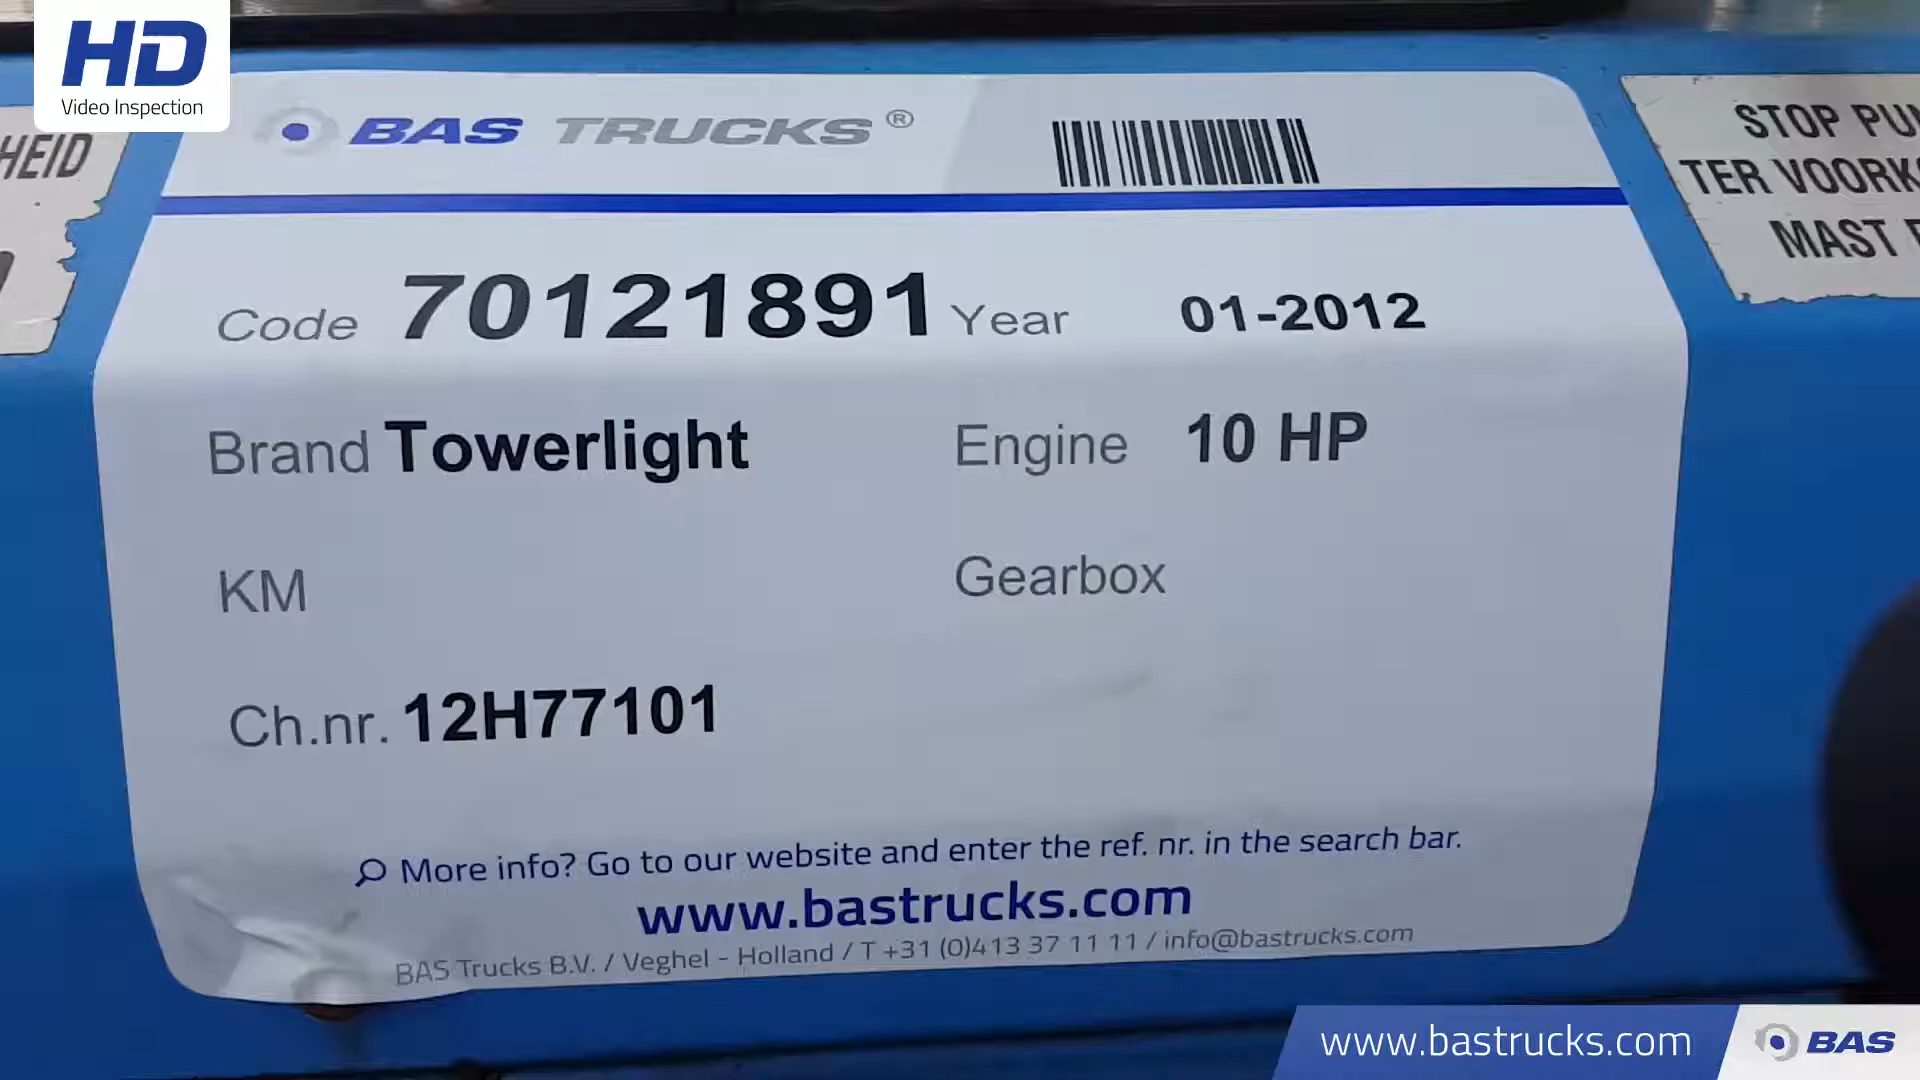 HD
Video Inspection
HEID
BAS TRUCKS®
STOP
TER
MAST
Code 70121891 Year 01-2012
Brand Towerlight Engine 10 HP
KM Gearbox
Ch.nr. 12H77101
More info? Go to our website and enter the ref. nr. in the search bar.
www.bastrucks.com
BAS Trucks B.V. / Veghel - Holland / T +31 (0)413 37 11 11 / info@bastrucks.com
www.bastrucks.com BAS